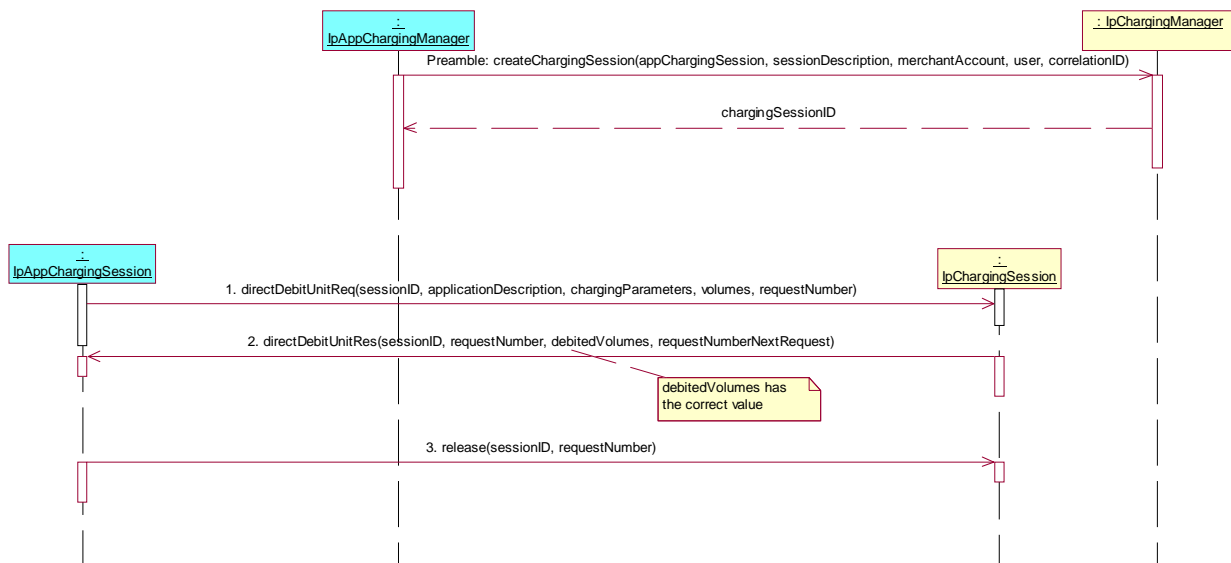 :
IpAppChargingManager
: IpChargingManager
Preamble: createChargingSession(appChargingSession, sessionDescription, merchantAccount, user, correlationID)
chargingSessionID
:
IpAppChargingSession
:
IpChargingSession
1. directDebitUnitReq(sessionID, applicationDescription, chargingParameters, volumes, requestNumber)
2. directDebitUnitRes(sessionID, requestNumber, debitedVolumes, requestNumberNextRequest)
debitedVolumes has
the correct value
3. release(sessionID, requestNumber)